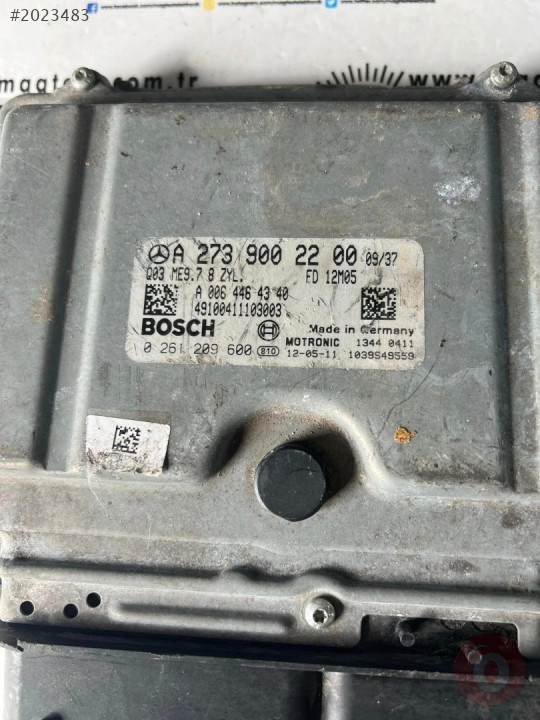 #2023483
A 273 900 22 00 09/37
Q03 ME9.7 8 ZYL. FD 12M05
A 006 446 43 40
49100411103003
BOSCH Made in Germany
MOTRONIC 1344 0411
0 261 209 600 810 12-05-11 1039S49559